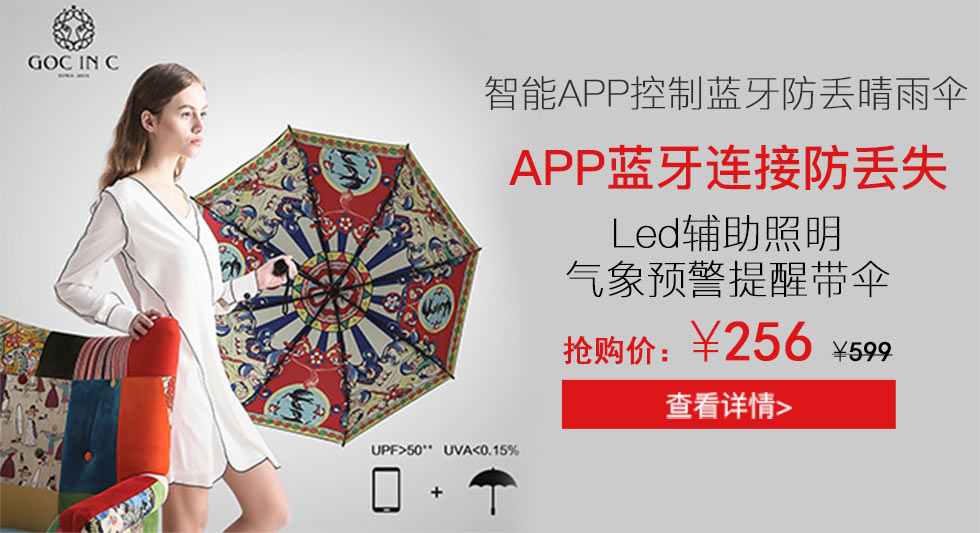 GOC IN C
智能APP控制蓝牙防丢晴雨伞
APP蓝牙连接防丢失
Led辅助照明
气象预警提醒带伞
抢购价：¥256 ¥599
查看详情>
UPF>50⁺⁺ UVA<0.15%
+